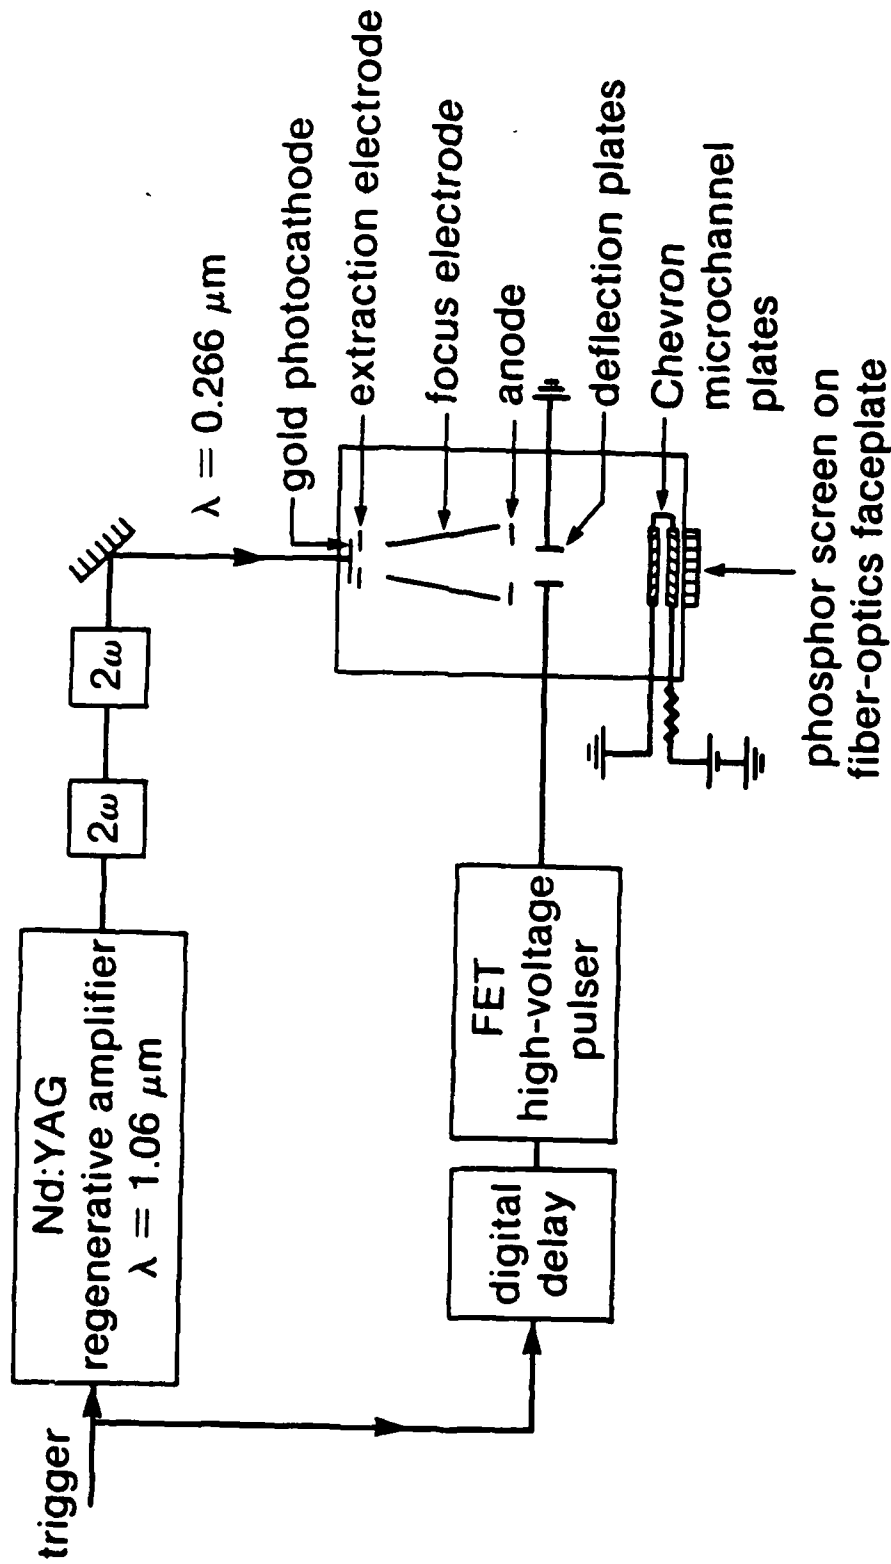 trigger
Nd:YAG
regenerative amplifier
λ = 1.06 μm
2ω
2ω
λ = 0.266 μm
gold photocathode
extraction electrode
focus electrode
anode
deflection plates
Chevron
microchannel
plates
phosphor screen on
fiber-optics faceplate
digital
delay
FET
high-voltage
pulser